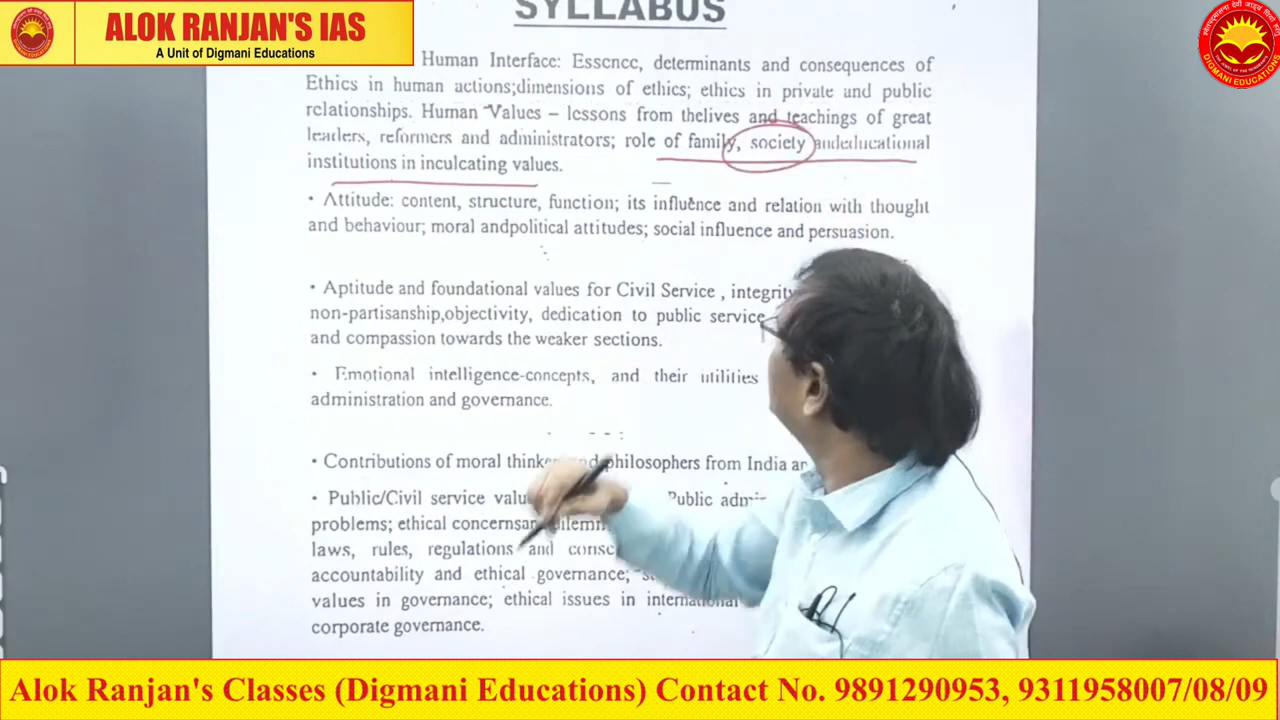 SYLLABUS
ALOK RANJAN'S IAS
A Unit of Digmani Educations
DIGMANI EDUCATIONS
Human Interface: Essence, determinants and consequences of
Ethics in human actions;dimensions of ethics; ethics in private and public
relationships. Human Values – lessons from thelives and teachings of great
leaders, reformers and administrators; role of family, society andeducational
institutions in inculcating values.
• Attitude: content, structure, function; its influence and relation with thought
and behaviour; moral andpolitical attitudes; social influence and persuasion.
• Aptitude and foundational values for Civil Service , integrity
non-partisanship,objectivity, dedication to public service
and compassion towards the weaker sections.
• Emotional intelligence-concepts, and their utilities
administration and governance.
• Contributions of moral thinkers and philosophers from India
• Public/Civil service Public
problems; ethical
laws, rules, regulations and
accountability and ethical governance;
values in governance; ethical issues in international
corporate governance.
Alok Ranjan's Classes (Digmani Educations) Contact No. 9891290953, 9311958007/08/09